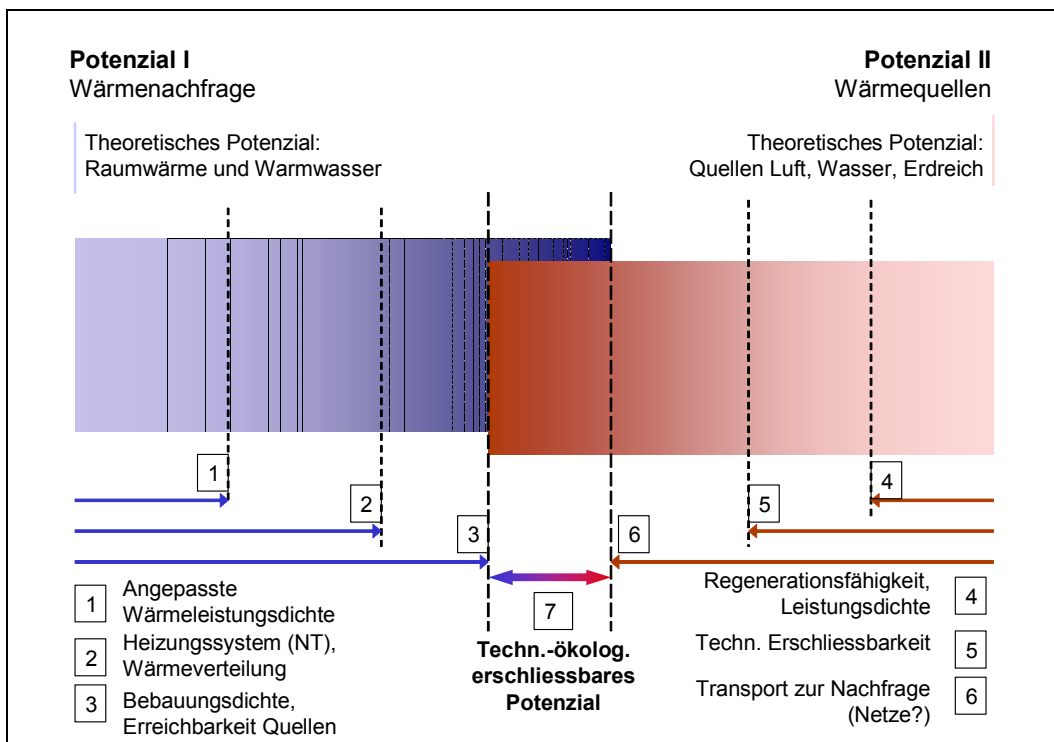 Potenzial I
Wärmenachfrage
Potenzial II
Wärmequellen
Theoretisches Potenzial:
Raumwärme und Warmwasser
Theoretisches Potenzial:
Quellen Luft, Wasser, Erdreich
1
2
3
4
5
6
7
1
Angepasste
Wärmeleistungsdichte
2
Heizungssystem (NT),
Wärmeverteilung
3
Bebauungsdichte,
Erreichbarkeit Quellen
Techn.-ökolog.
erschliessbares
Potenzial
Regenerationsfähigkeit,
Leistungsdichte
4
Techn. Erschliessbarkeit
5
Transport zur Nachfrage
(Netze?)
6